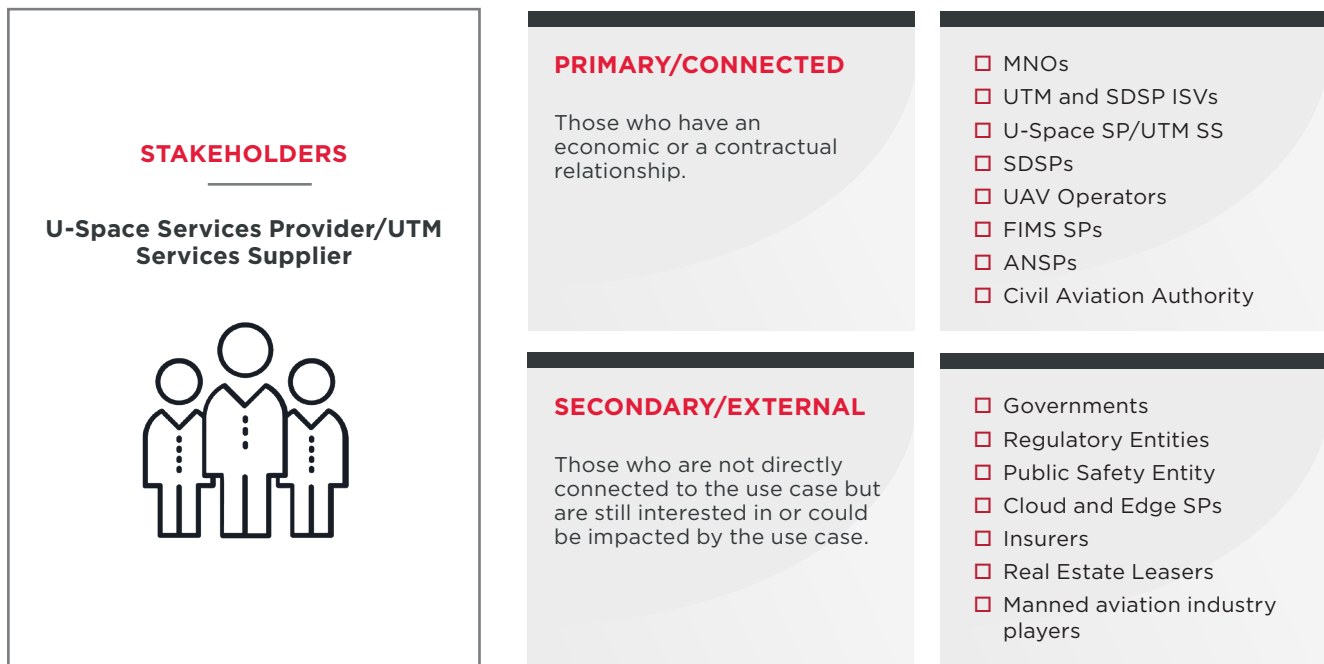 STAKEHOLDERS
U-Space Services Provider/UTM
Services Supplier
PRIMARY/CONNECTED
Those who have an
economic or a contractual
relationship.
MNOs
UTM and SDSP ISVs
U-Space SP/UTM SS
SDSPs
UAV Operators
FIMS SPs
ANSPs
Civil Aviation Authority
SECONDARY/EXTERNAL
Those who are not directly
connected to the use case but
are still interested in or could
be impacted by the use case.
Governments
Regulatory Entities
Public Safety Entity
Cloud and Edge SPs
Insurers
Real Estate Leasers
Manned aviation industry
players